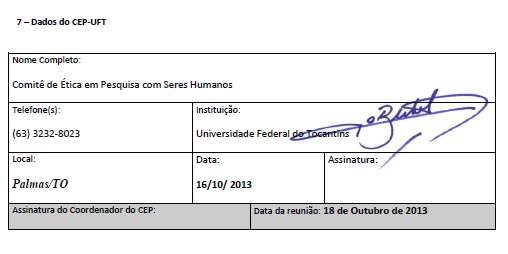 7 – Dados do CEP-UFT
Nome Completo:
Comitê de Ética em Pesquisa com Seres Humanos
Telefone(s):
Instituição:
(63) 3232-8023
Universidade Federal do Tocantins
Local:
Data:
Assinatura:
Palmas/TO
16/10/ 2013
Assinatura do Coordenador do CEP:
Data da reunião: 18 de Outubro de 2013